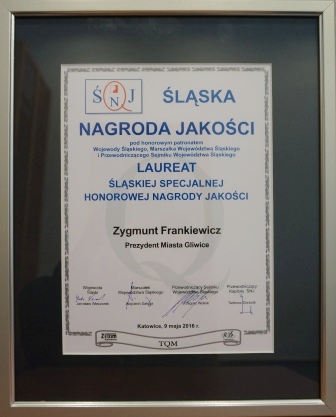 ŚNJ
ŚLĄSKA
NAGRODA JAKOŚCI
pod honorowym patronatem
Wojewody Śląskiego, Marszałka Województwa Śląskiego
i Przewodniczącego Sejmiku Województwa Śląskiego
LAUREAT
ŚLĄSKIEJ SPECJALNEJ
HONOROWEJ NAGRODY JAKOŚCI
Zygmunt Frankiewicz
Prezydent Miasta Gliwice
Wojewoda Marszałek Przewodniczący Sejmiku Przewodniczący
Śląski Województwa Śląskiego Województwa Śląskiego Kapituły ŚNJ
Jarosław Wieczorek
Katowice, 9 maja 2016 r.
TQM